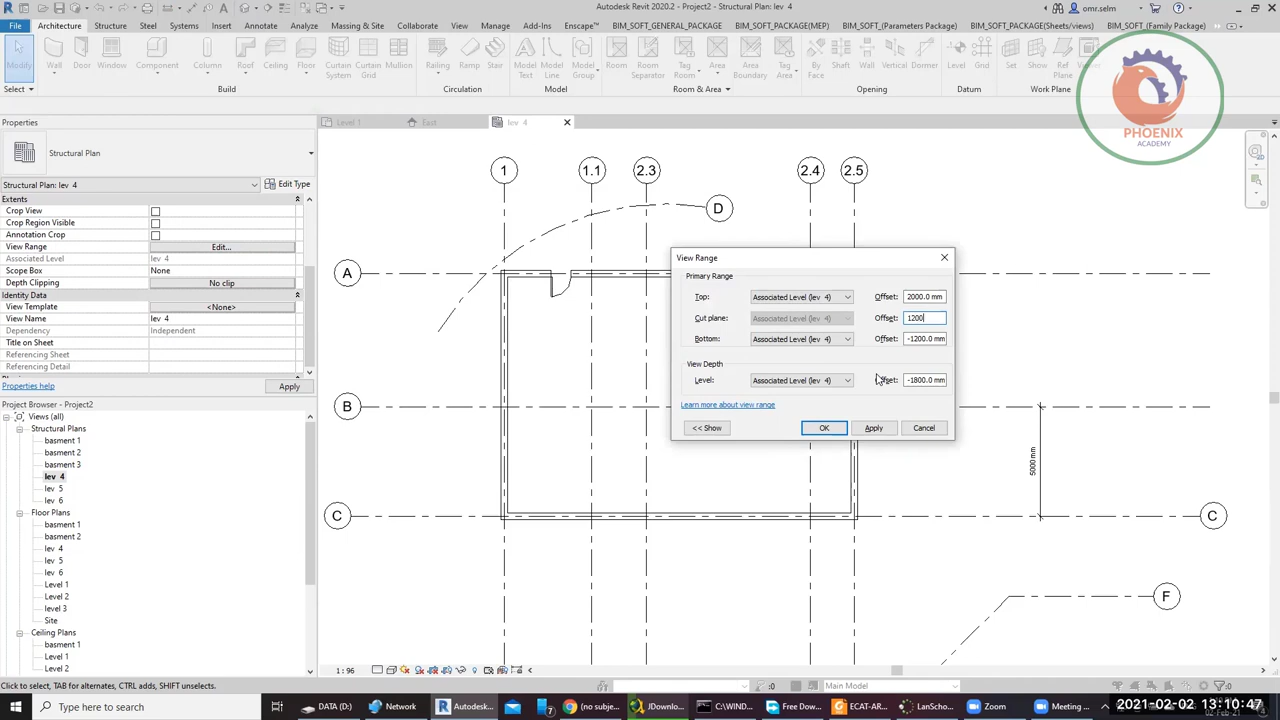 Autodesk Revit 2020.2 - Project2 - Structural Plan: lev 4
omr.selm
File Architecture Structure Steel Systems Insert Annotate Analyze Massing & Site Collaborate View Manage Add-Ins Enscape™ BIM_SOFT_GENERAL_PACKAGE BIM_SOFT_PACKAGE(MEP) BIM_SOFT_(Parameters Package) BIM_SOFT_PACKAGE(Sheets/views) BIM_SOFT_(Family Package)
Modify Wall Door Window Component Column Roof Ceiling Floor Curtain System Curtain Grid Mullion Railing Ramp Stair Model Text Model Line Model Group Room Room Separator Tag Room Area Area Boundary Tag Area By Face Shaft Wall Vertical Dormer Level Grid Set Show Ref Plane
Select Build Circulation Model Room & Area Opening Datum Work Plane
PHOENIX
ACADEMY
Properties
Level 1 East lev 4
Structural Plan
Structural Plan: lev 4 Edit Type
Extents
Crop View
Crop Region Visible
Annotation Crop
View Range Edit...
Associated Level lev 4
Scope Box None
Depth Clipping No clip
Identity Data
View Template <None>
View Name lev 4
Dependency Independent
Title on Sheet
Referencing Sheet
Referencing Detail
Properties help Apply
Project Browser - Project2
Views (all)
Structural Plans
basment 1
basment 2
basment 3
lev 4
lev 5
lev 6
Floor Plans
basment 1
basment 2
lev 4
lev 5
lev 6
Level 1
Level 2
level 3
Site
Ceiling Plans
basment 1
Level 1
Level 2
1 1.1 2.3 2.4 2.5
D
A
B
C C
F
5000 mm
View Range
Primary Range
Top: Associated Level (lev 4) Offset: 2000.0 mm
Cut plane: Associated Level (lev 4) Offset: 1200
Bottom: Associated Level (lev 4) Offset: -1200.0 mm
View Depth
Level: Associated Level (lev 4) -1800.0 mm
Learn more about view range
<< Show OK Apply Cancel
1 : 96
Click to select, TAB for alternates, CTRL adds, SHIFT unselects.
:0 Main Model :0
Type here to search DATA (D:) Network Autodesk... (no subje... JDownlo... C:\WIND... Free Dow... ECAT-AR... LanScho... Zoom Meeting ...
2021-02-02 13:10:47